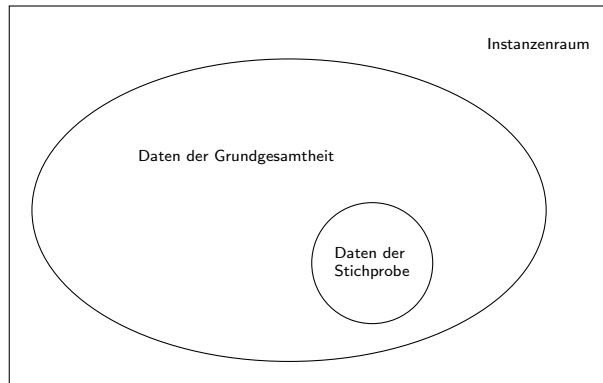 Instanzenraum
Daten der Grundgesamtheit
Daten der
Stichprobe